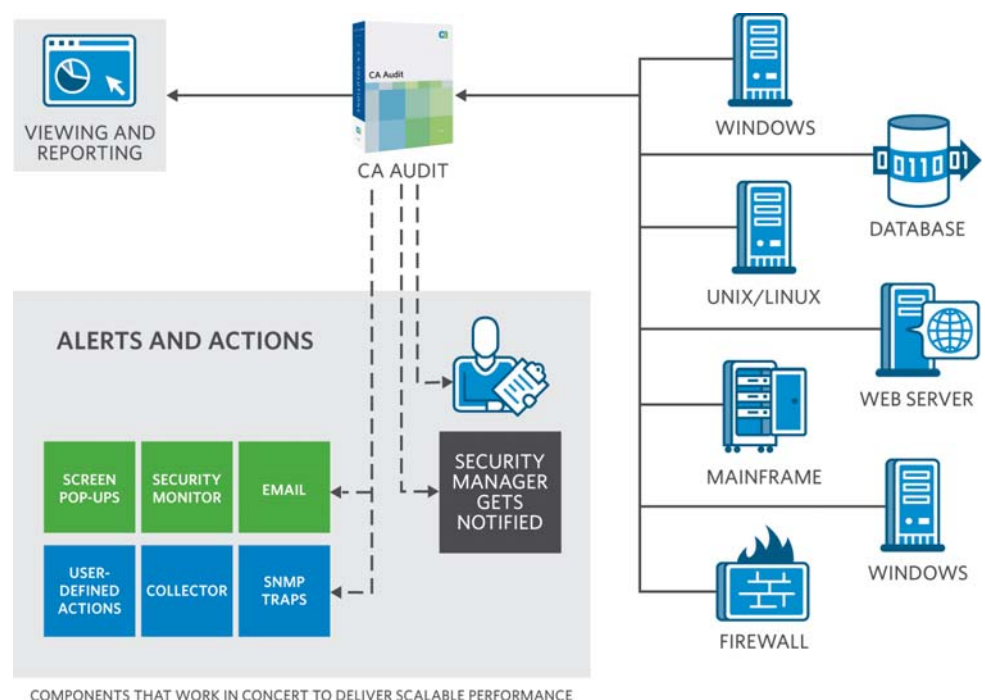 VIEWING AND
REPORTING
CA Audit
CA AUDIT
WINDOWS
011001
DATABASE
UNIX/LINUX
WEB SERVER
MAINFRAME
WINDOWS
FIREWALL
ALERTS AND ACTIONS
SCREEN
POP-UPS
SECURITY
MONITOR
EMAIL
USER-
DEFINED
ACTIONS
COLLECTOR
SNMP
TRAPS
SECURITY
MANAGER
GETS
NOTIFIED
COMPONENTS THAT WORK IN CONCERT TO DELIVER SCALABLE PERFORMANCE